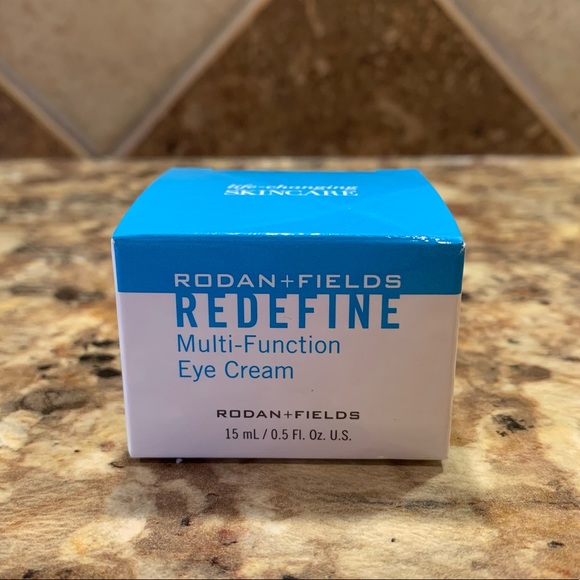 life-changing
SKINCARE
RODAN+FIELDS
REDEFINE
Multi-Function
Eye Cream
RODAN+FIELDS
15 mL / 0.5 Fl. Oz. U.S.